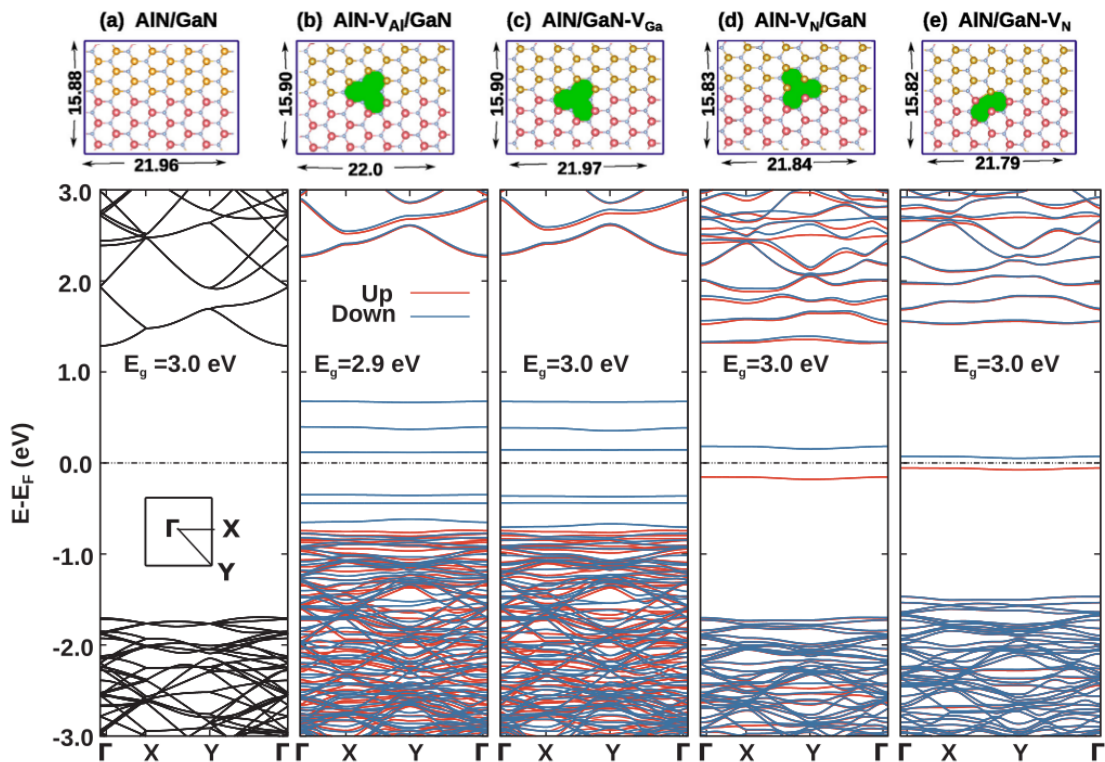 (a) AlN/GaN
(b) AlN-V_Al/GaN
(c) AlN/GaN-V_Ga
(d) AlN-V_N/GaN
(e) AlN/GaN-V_N
15.88
15.90
15.90
15.83
15.82
21.96
22.0
21.97
21.84
21.79
E-E_F (eV)
3.0
2.0
1.0
0.0
-1.0
-2.0
-3.0
Up
Down
E_g=3.0 eV
E_g=2.9 eV
E_g=3.0 eV
E_g=3.0 eV
E_g=3.0 eV
Γ X
Y
Γ X Y Γ X Y Γ X Y Γ X Y Γ X Y Γ